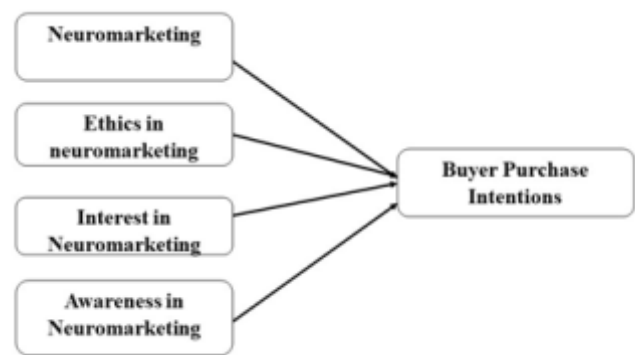 Neuromarketing
Ethics in
neuromarketing
Interest in
Neuromarketing
Awareness in
Neuromarketing
Buyer Purchase
Intentions